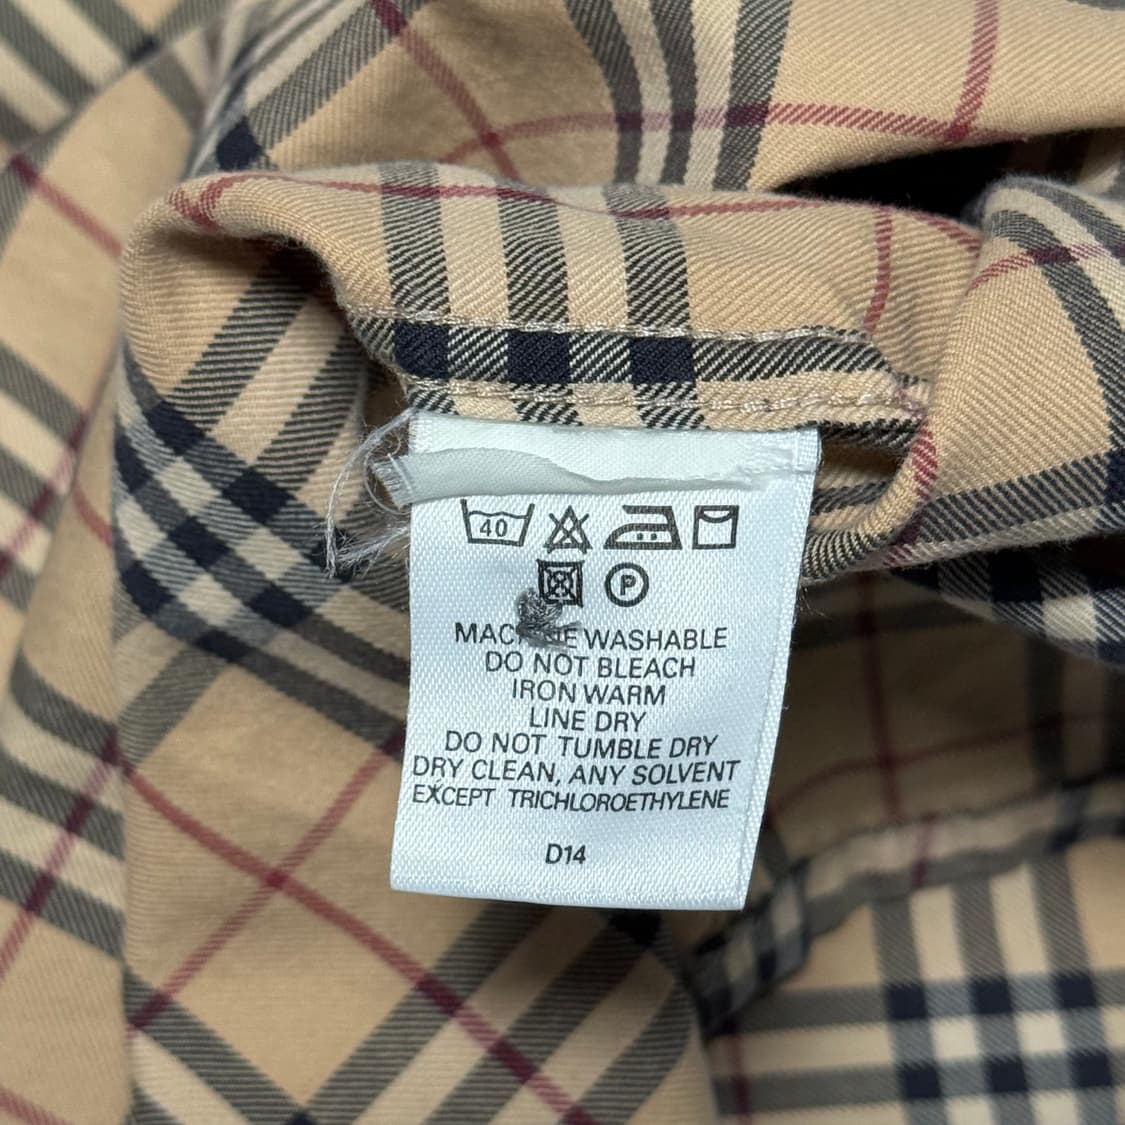 40
P
WASHABLE
DO NOT BLEACH
IRON WARM
LINE DRY
DO NOT TUMBLE DRY
DRY CLEAN, ANY SOLVENT
EXCEPT TRICHLOROETHYLENE
D14